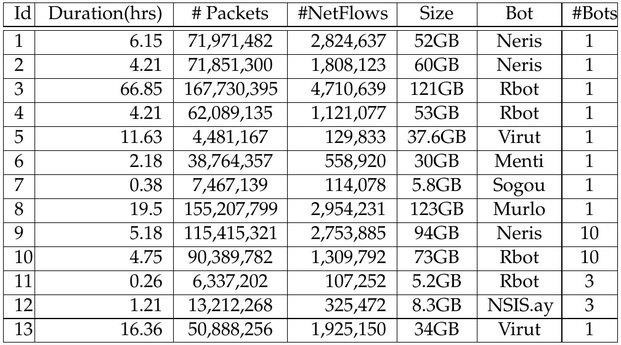 Id Duration(hrs) # Packets #NetFlows Size Bot #Bots
1 6.15 71,971,482 2,824,637 52GB Neris 1
2 4.21 71,851,300 1,808,123 60GB Neris 1
3 66.85 167,730,395 4,710,639 121GB Rbot 1
4 4.21 62,089,135 1,121,077 53GB Rbot 1
5 11.63 4,481,167 129,833 37.6GB Virut 1
6 2.18 38,764,357 558,920 30GB Menti 1
7 0.38 7,467,139 114,078 5.8GB Sogou 1
8 19.5 155,207,799 2,954,231 123GB Murlo 1
9 5.18 115,415,321 2,753,885 94GB Neris 10
10 4.75 90,389,782 1,309,792 73GB Rbot 10
11 0.26 6,337,202 107,252 5.2GB Rbot 3
12 1.21 13,212,268 325,472 8.3GB NSIS.ay 3
13 16.36 50,888,256 1,925,150 34GB Virut 1